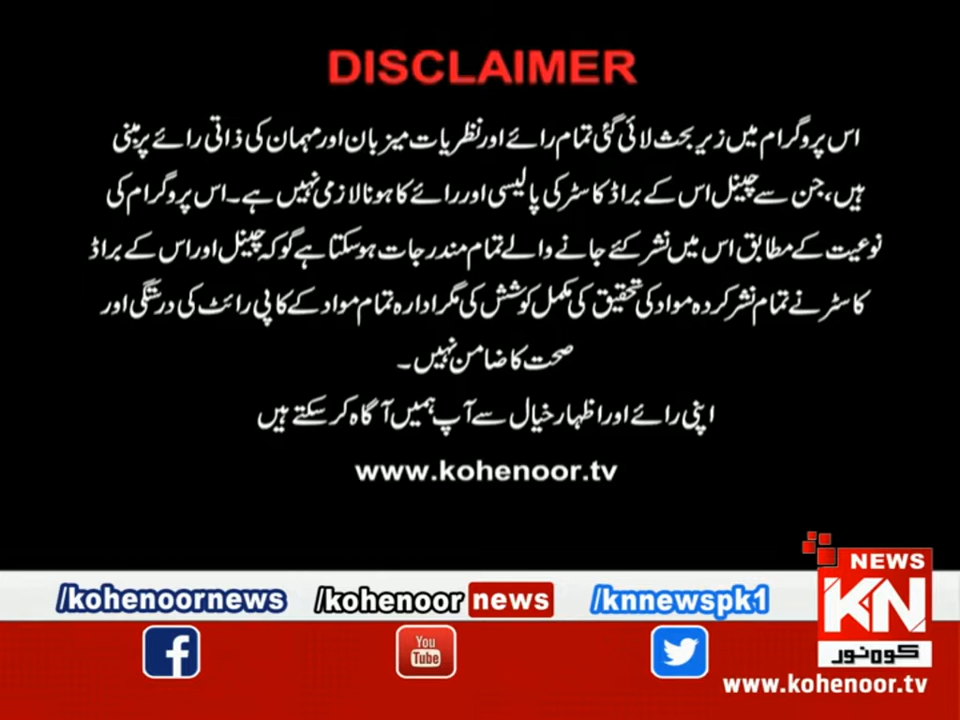 DISCLAIMER
اس پروگرام میں زیر بحث لائی گئی تمام رائے اور نظریات میزبان اور مہمان کی ذاتی رائے پر مبنی
ہیں، جن سے چینل اس کے براڈ کاسٹر کی پالیسی اور رائے کا ہونا لازمی نہیں ہے۔ اس پروگرام کی
نوعیت کے مطابق اس میں نشر کئے جانے والے تمام مندرجات ہوسکتا ہے گو کہ چینل اور اس کے براڈ
کاسٹر نے تمام نشر کردہ مواد کی تحقیق کی مکمل کوشش کی مگر ادارہ تمام مواد کے کاپی رائٹ کی درستگی اور
صحت کا ضامن نہیں۔
اپنی رائے اور اظہار خیال سے آپ ہمیں آگاہ کر سکتے ہیں
www.kohenoor.tv
/kohenoornews /kohenoor news /knnewspk1
You Tube
NEWS
KN
کوہ نور
www.kohenoor.tv